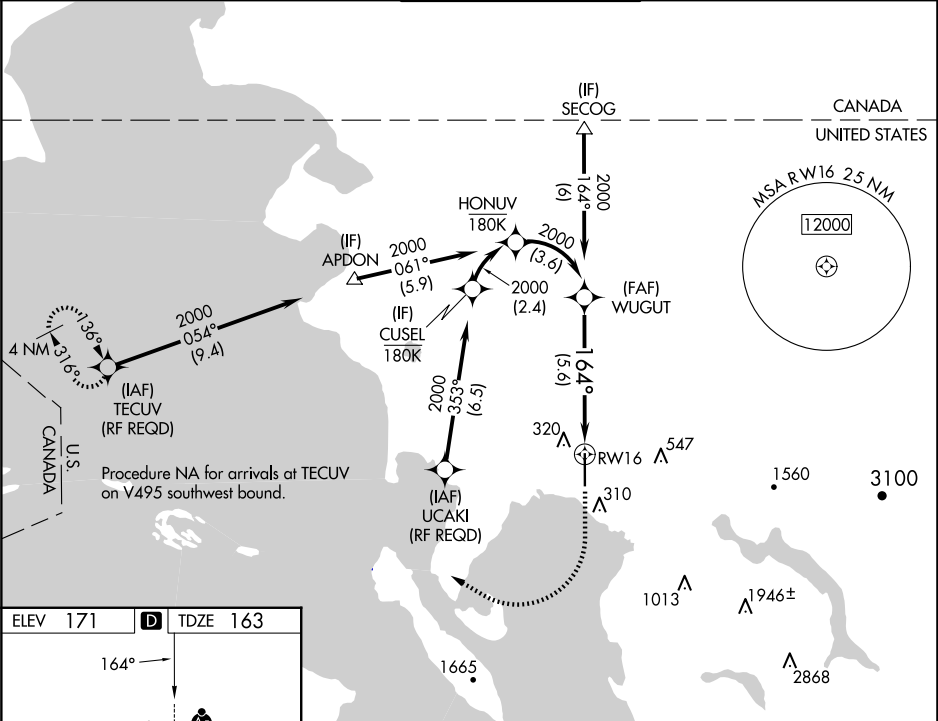 (IF)
SECOG
CANADA
UNITED STATES
MSA RW16 25 NM
12000
2000
164°
(6)
HONUV
180K
2000
(3.6)
(IF)
APDON
2000
061°
(5.9)
2000
(2.4)
(FAF)
WUGUT
(IF)
CUSEL
180K
2000
054°
(9.4)
136°
4 NM
316°
(IAF)
TECUV
(RF REQD)
2000
353°
(6.5)
164°
(5.6)
U.S.
CANADA
320
RW16
547
Procedure NA for arrivals at TECUV
on V495 southwest bound.
(IAF)
UCAKI
(RF REQD)
310
1560
3100
1013
1946±
2868
1665
ELEV 171 D TDZE 163
164°